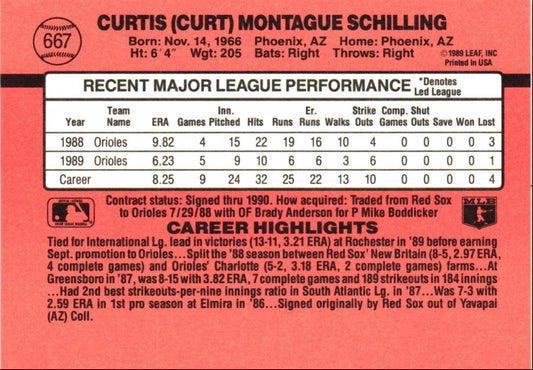 667
CURTIS (CURT) MONTAGUE SCHILLING
Born: Nov. 14, 1966 Phoenix, AZ Home: Phoenix, AZ
Ht: 6' 4" Wgt: 205 Bats: Right Throws: Right
©1989 LEAF, INC
Printed in USA
RECENT MAJOR LEAGUE PERFORMANCE *Denotes Led League
Year Team Name ERA Games Inn. Pitched Hits Runs Er. Runs Walks Strike Outs Comp. Games Shut Outs Save Won Lost
1988 Orioles 9.82 4 15 22 19 16 10 4 0 0 0 0 3
1989 Orioles 6.23 5 9 10 6 6 3 6 0 0 0 0 1
Career 8.25 9 24 32 25 22 13 10 0 0 0 0 4
Contract status: Signed thru 1990. How acquired: Traded from Red Sox
to Orioles 7/29/88 with OF Brady Anderson for P Mike Boddicker
MLB
CAREER HIGHLIGHTS
Tied for International Lg. lead in victories (13-11, 3.21 ERA) at Rochester in '89 before earning
Sept. promotion to Orioles...Split the '88 season between Red Sox' New Britain (8-5, 2.97 ERA,
4 complete games) and Orioles' Charlotte (5-2, 3.18 ERA, 2 complete games) farms...At
Greensboro in '87, was 8-15 with 3.82 ERA, 7 complete games and 189 strikeouts in 184 innings
...Had 2nd best strikeouts-per-nine innings ratio in South Atlantic Lg. in '87...Was 7-3 with
2.59 ERA in 1st pro season at Elmira in '86...Signed originally by Red Sox out of Yavapai
(AZ) Coll.